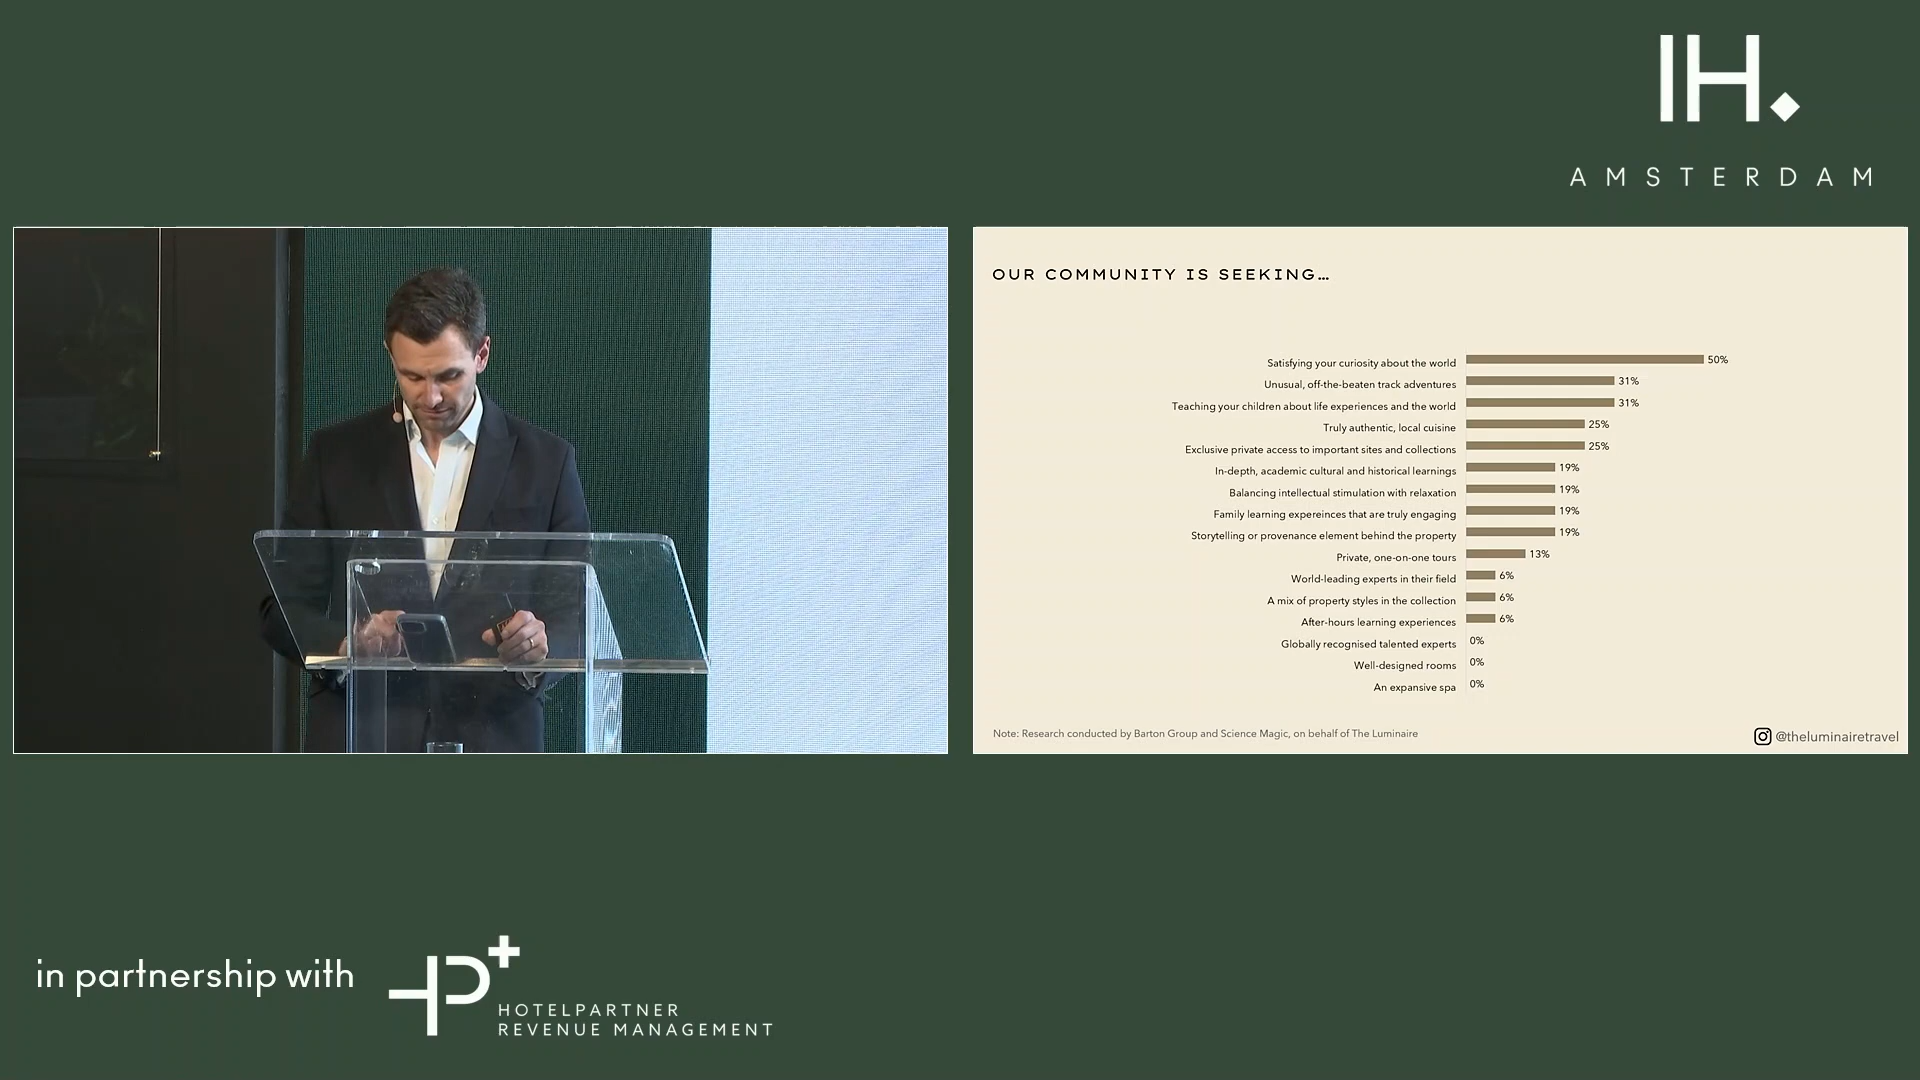 IH.
AMSTERDAM
OUR COMMUNITY IS SEEKING...
Satisfying your curiosity about the world 50%
Unusual, off-the-beaten track adventures 31%
Teaching your children about life experiences and the world 31%
Truly authentic, local cuisine 25%
Exclusive private access to important sites and collections 25%
In-depth, academic cultural and historical learnings 19%
Balancing intellectual stimulation with relaxation 19%
Family learning expereinces that are truly engaging 19%
Storytelling or provenance element behind the property 19%
Private, one-on-one tours 13%
World-leading experts in their field 6%
A mix of property styles in the collection 6%
After-hours learning experiences 6%
Globally recognised talented experts 0%
Well-designed rooms 0%
An expansive spa 0%
Note: Research conducted by Barton Group and Science Magic, on behalf of The Luminaire
@theluminairetravel
in partnership with
HP+
HOTELPARTNER
REVENUE MANAGEMENT